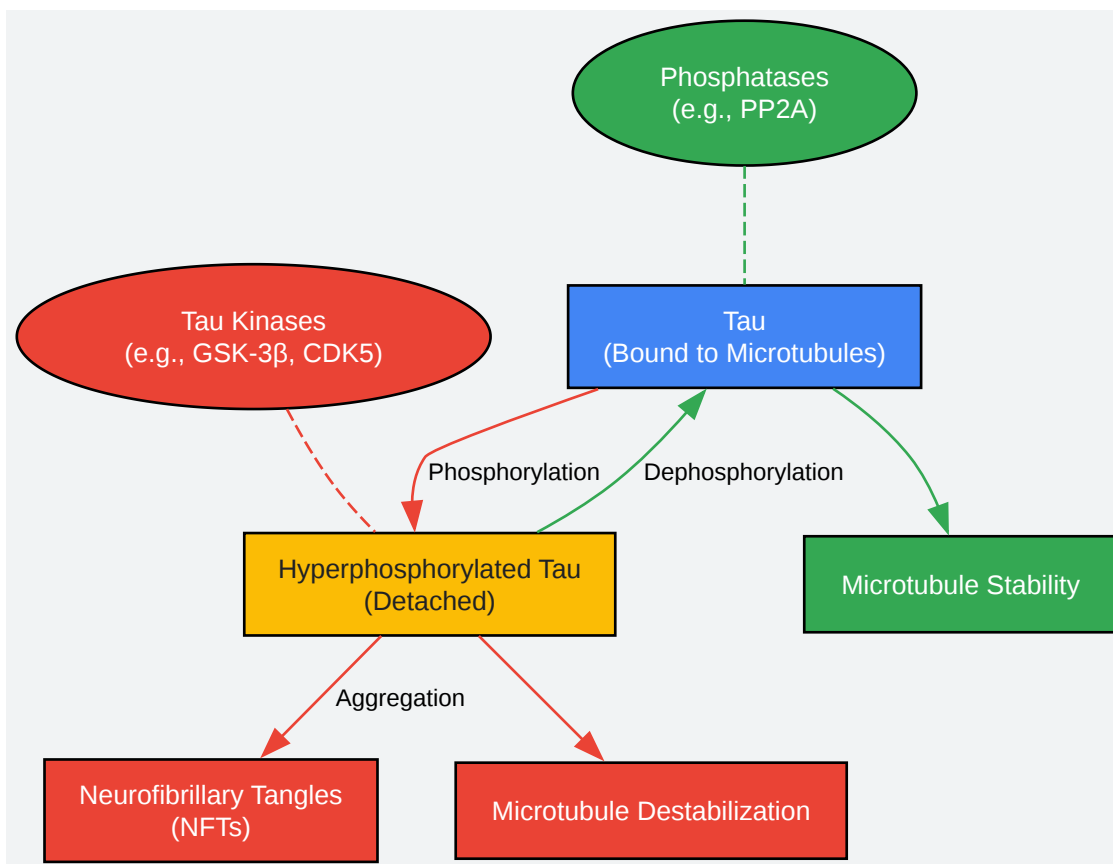 Phosphatases
(e.g., PP2A)
Tau Kinases
(e.g., GSK-3β, CDK5)
Tau
(Bound to Microtubules)
Phosphorylation
Dephosphorylation
Hyperphosphorylated Tau
(Detached)
Microtubule Stability
Aggregation
Neurofibrillary Tangles
(NFTs)
Microtubule Destabilization